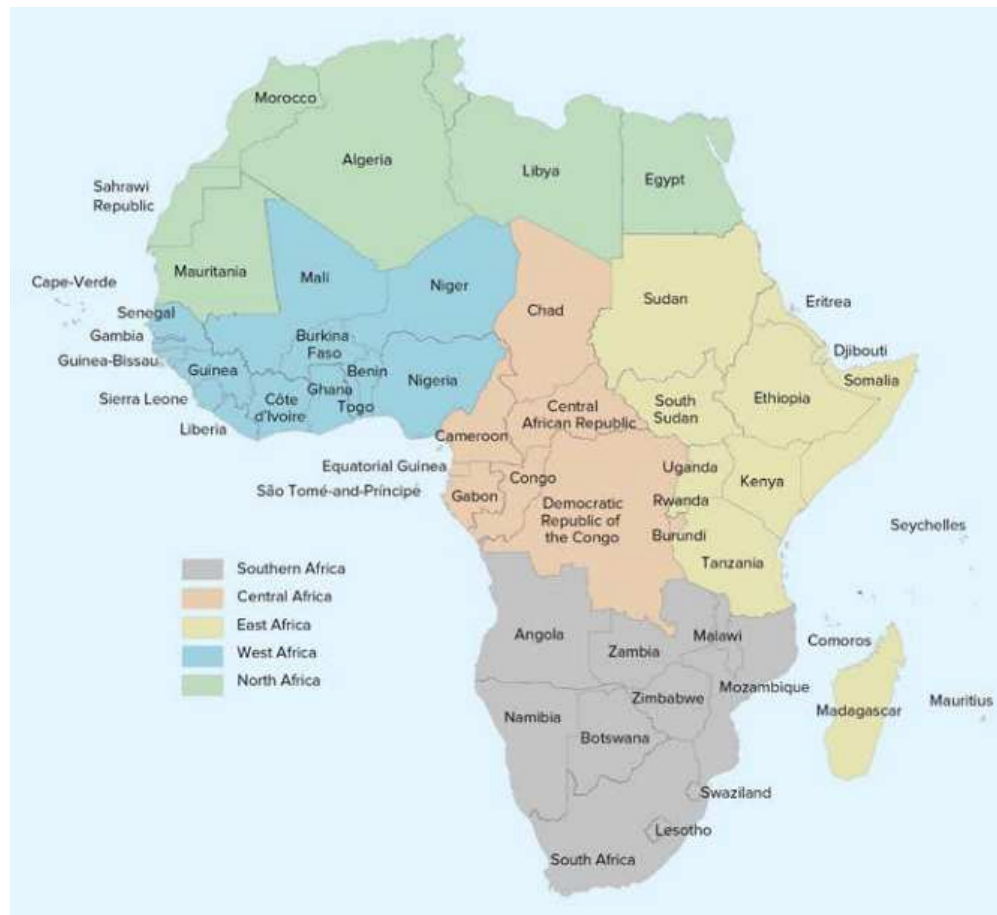 Morocco
Algeria
Libya
Egypt
Sahrawi
Republic
Mauritania
Mali
Niger
Chad
Sudan
Eritrea
Cape-Verde
Senegal
Gambia
Guinea-Bissau
Guinea
Sierra Leone
Liberia
Côte
d'Ivoire
Burkina
Faso
Ghana
Togo
Benin
Nigeria
Djibouti
Somalia
Ethiopia
South
Sudan
Central
African Republic
Cameroon
Equatorial Guinea
São Tomé-and-Príncipé
Gabon
Congo
Democratic
Republic of
the Congo
Uganda
Kenya
Rwanda
Burundi
Tanzania
Seychelles
Southern Africa
Central Africa
East Africa
West Africa
North Africa
Angola
Zambia
Malawi
Comoros
Mozambique
Zimbabwe
Madagascar
Mauritius
Namibia
Botswana
Swaziland
Lesotho
South Africa